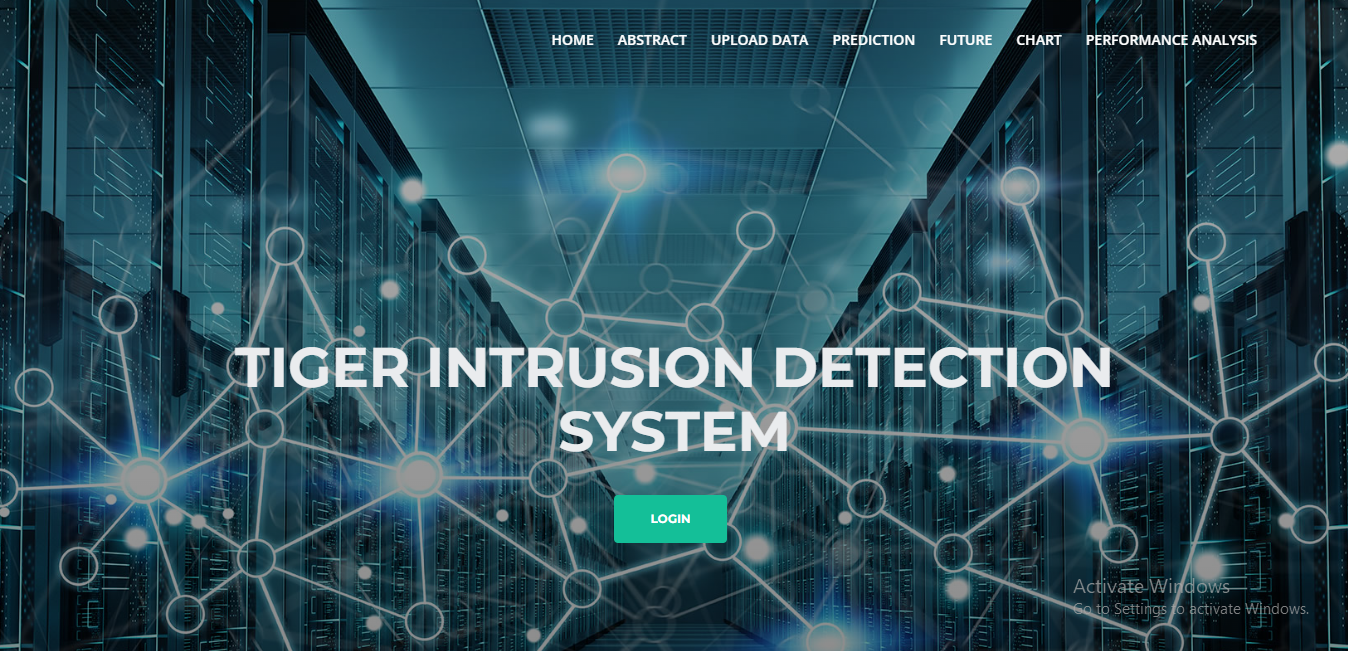 HOME ABSTRACT UPLOAD DATA PREDICTION FUTURE CHART PERFORMANCE ANALYSIS
TIGER INTRUSION DETECTION
SYSTEM
LOGIN
Activate Windows
Go to Settings to activate Windows.